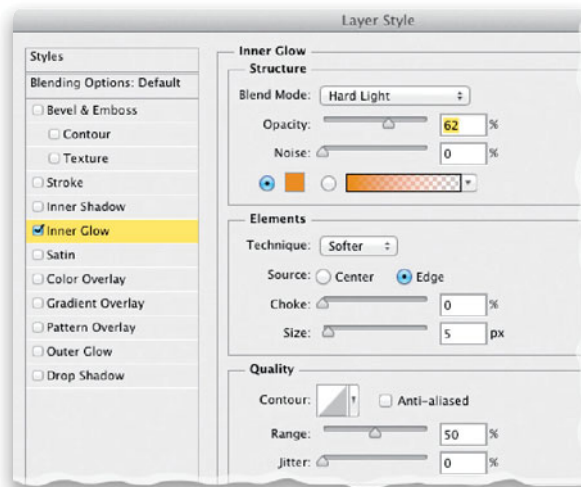 Layer Style
Styles
Blending Options: Default
Bevel & Emboss
Contour
Texture
Stroke
Inner Shadow
Inner Glow
Satin
Color Overlay
Gradient Overlay
Pattern Overlay
Outer Glow
Drop Shadow
Inner Glow
Structure
Blend Mode: Hard Light
Opacity: 62 %
Noise: 0 %
Elements
Technique: Softer
Source: Center Edge
Choke: 0 %
Size: 5 px
Quality
Contour: Anti-aliased
Range: 50 %
Jitter: 0 %